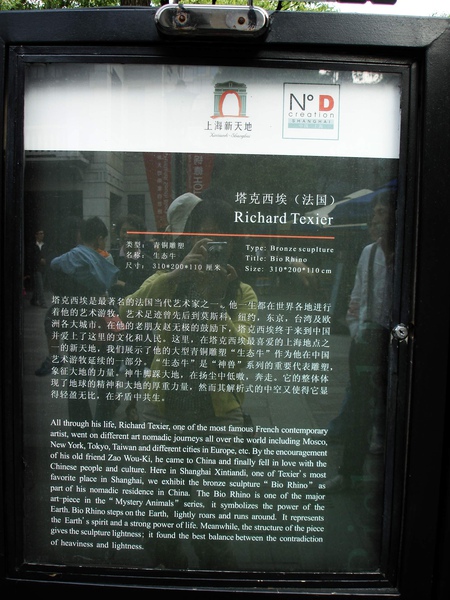 上海新天地
Xintiandi·Shanghai
N° D
creation
SHANGHAI
塔克西埃（法国）
Richard Texier
类型： 青铜雕塑
名称： 生态牛
尺寸： 310*200*110 厘米
Type: Bronze scuplture
Title: Bio Rhino
Size: 310*200*110cm
塔克西埃是最著名的法国当代艺术家之一。他一生都在世界各地进行
着他的艺术游牧，艺术足迹曾先后到莫斯科、纽约，东京，台湾及欧
洲各大城市。在他的老朋友赵无极的鼓励下，塔克西埃终于来到中国
并爱上了这里的文化和人民。这里，在塔克西埃最喜爱的上海地点之
一的新天地，我们展示了他的大型青铜雕塑“生态牛”作为他在中国
艺术游牧延续的一部分。“生态牛”是“神兽”系列的重要代表雕塑，
象征大地的力量。神牛脚踩大地，在扬尘中低吼，奔走。它的整体体
现了地球的精神和大地的厚重力量，然而其解析式的中空又使得它显
得轻盈无比，在矛盾中共生。
All through his life, Richard Texier, one of the most famous French contemporary
artist, went on different art nomadic journeys all over the world including Mosco,
New York, Tokyo, Taiwan and different cities in Europe, etc. By the encouragement
of his old friend Zao Wou-Ki, he came to China and finally fell in love with the
Chinese people and culture. Here in Shanghai Xintiandi, one of Texier's most
favorite place in Shanghai, we exhibit the bronze sculpture "Bio Rhino" as
part of his nomadic residence in China. The Bio Rhino is one of the major
art-piece in the "Mystery Animals" series, it symbolizes the power of the
Earth. Bio Rhino steps on the Earth, lightly roars and runs around. It represents
the Earth's spirit and a strong power of life. Meanwhile, the structure of the piece
gives the sculpture lightness; it found the best balance between the contradiction
of heaviness and lightness.